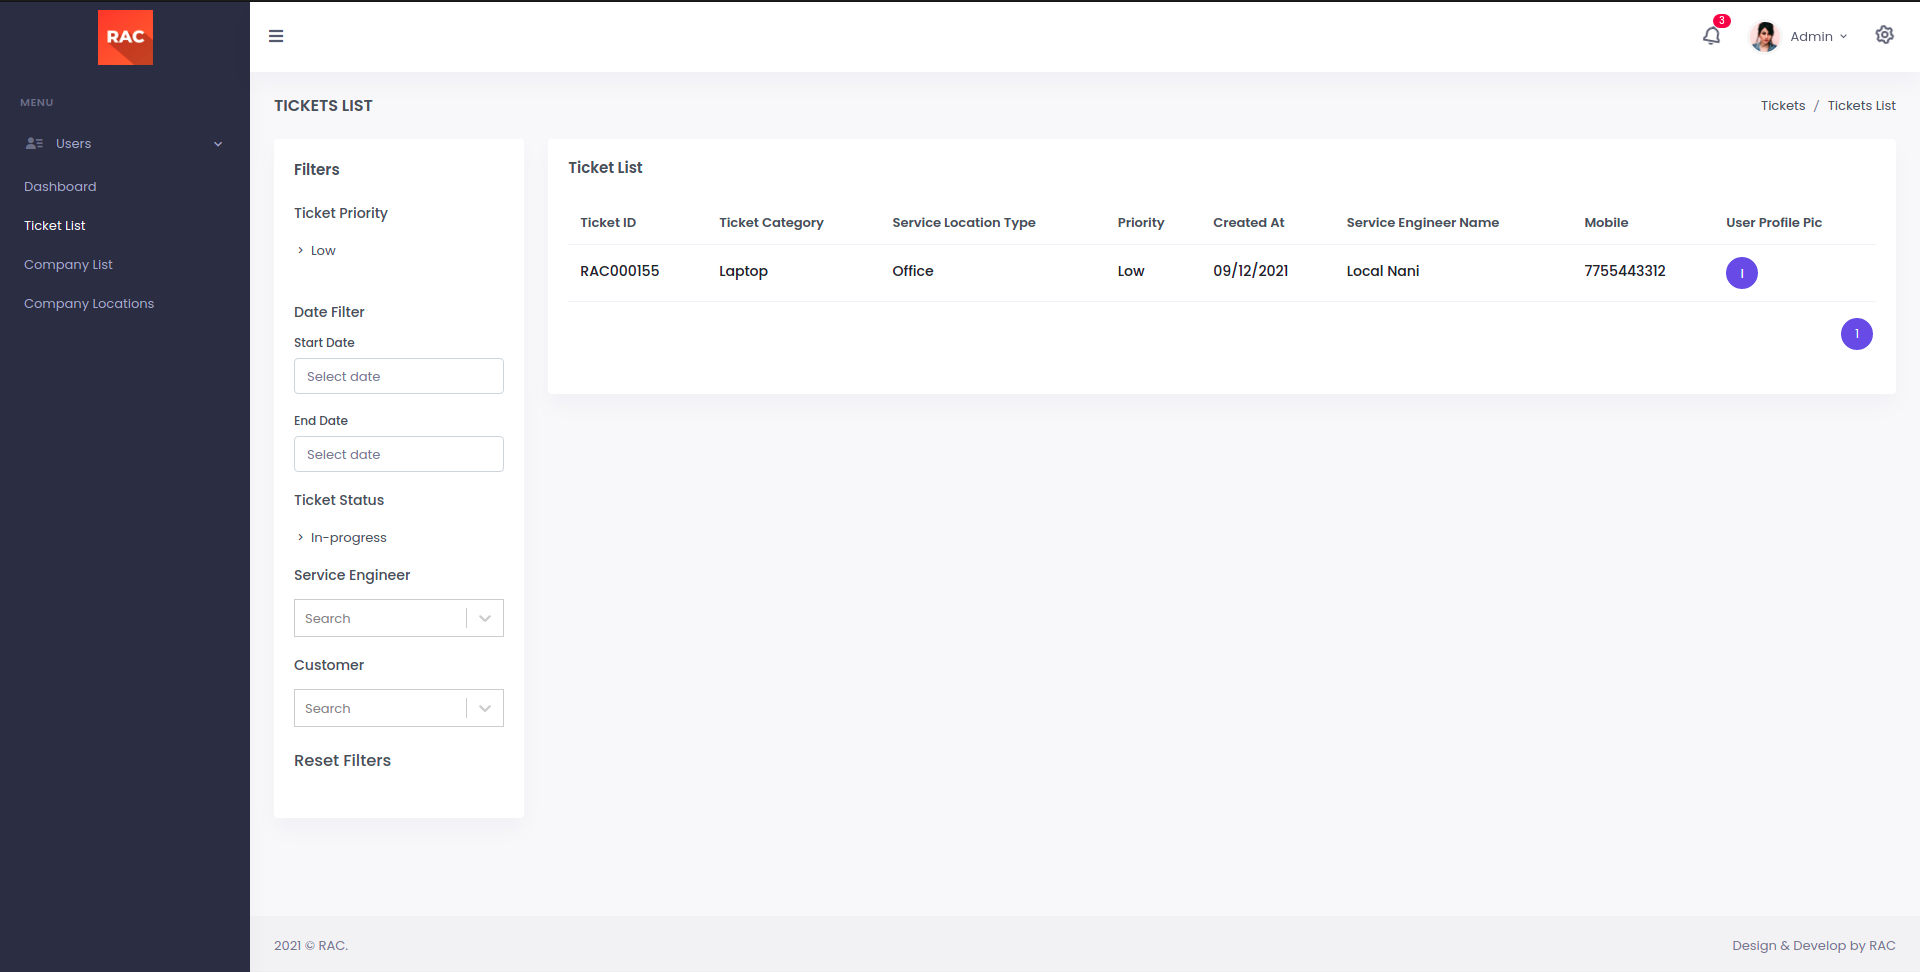 RAC
MENU
Users
Dashboard
Ticket List
Company List
Company Locations
3
Admin
TICKETS LIST
Tickets / Tickets List
Filters
Ticket Priority
Low
Date Filter
Start Date
Select date
End Date
Select date
Ticket Status
In-progress
Service Engineer
Search
Customer
Search
Reset Filters
Ticket List
Ticket ID Ticket Category Service Location Type Priority Created At Service Engineer Name Mobile User Profile Pic
RAC000155 Laptop Office Low 09/12/2021 Local Nani 7755443312 I
1
2021 © RAC.
Design & Develop by RAC